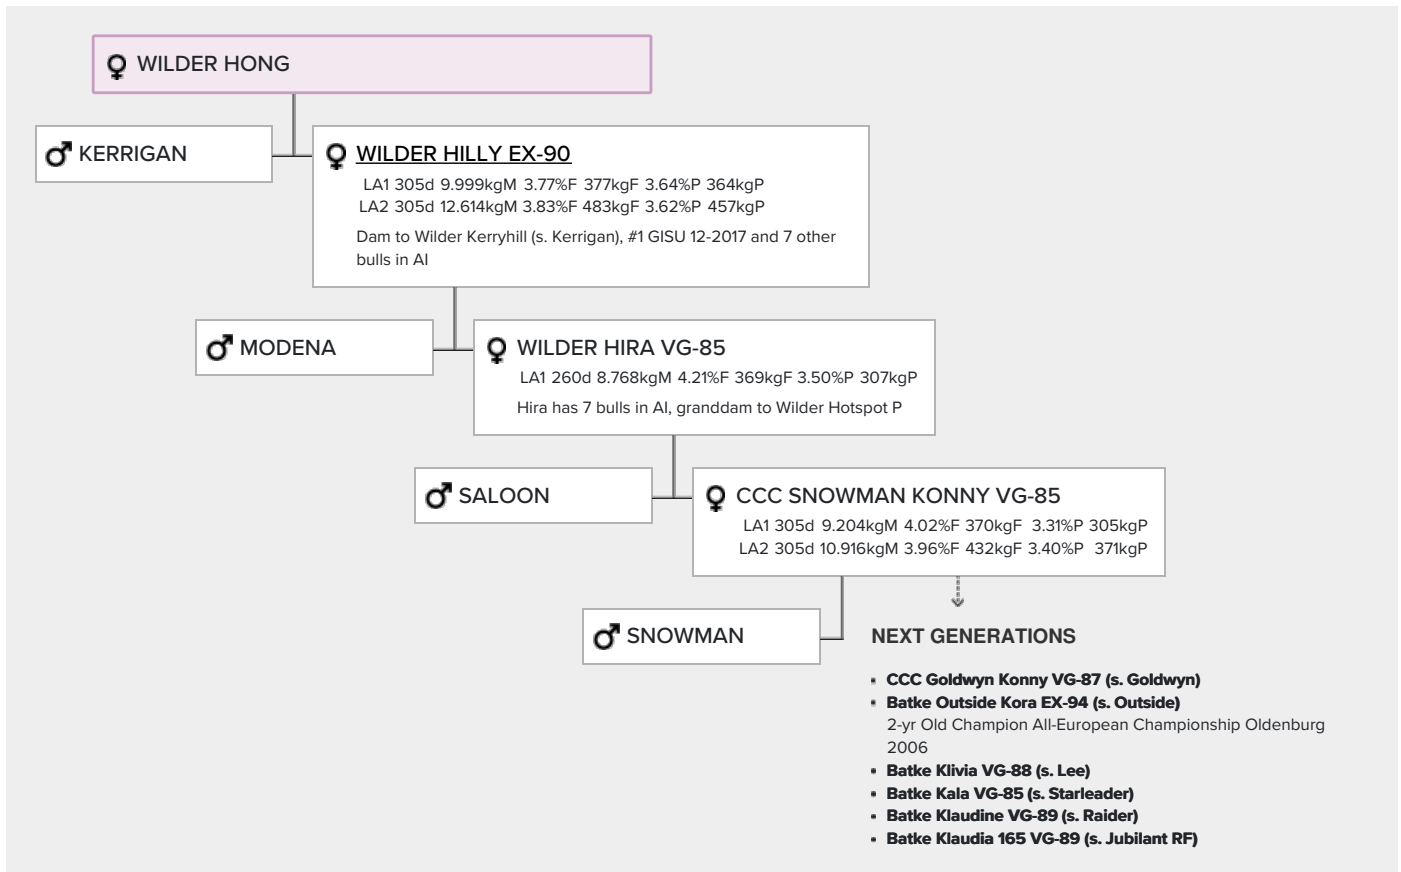 WILDER HONG
KERRIGAN
WILDER HILLY EX-90
LA1 305d 9.999kgM 3.77%F 377kgF 3.64%P 364kgP
LA2 305d 12.614kgM 3.83%F 483kgF 3.62%P 457kgP
Dam to Wilder Kerryhill (s. Kerrigan), #1 GISU 12-2017 and 7 other
bulls in AI
MODENA
WILDER HIRA VG-85
LA1 260d 8.768kgM 4.21%F 369kgF 3.50%P 307kgP
Hira has 7 bulls in AI, granddam to Wilder Hotspot P
SALOON
CCC SNOWMAN KONNY VG-85
LA1 305d 9.204kgM 4.02%F 370kgF 3.31%P 305kgP
LA2 305d 10.916kgM 3.96%F 432kgF 3.40%P 371kgP
SNOWMAN
NEXT GENERATIONS
▪ CCC Goldwyn Konny VG-87 (s. Goldwyn)
▪ Batke Outside Kora EX-94 (s. Outside)
2-yr Old Champion All-European Championship Oldenburg
2006
▪ Batke Klivia VG-88 (s. Lee)
▪ Batke Kala VG-85 (s. Starleader)
▪ Batke Klaudine VG-89 (s. Raider)
▪ Batke Klaudia 165 VG-89 (s. Jubilant RF)